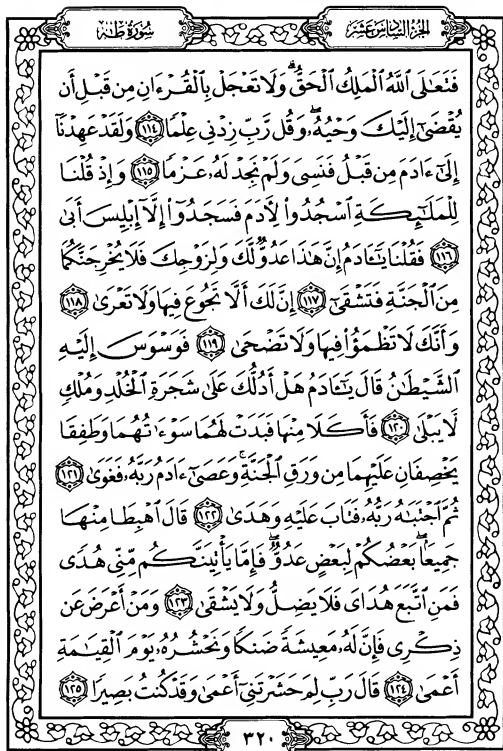 الجزء السادس عشر
سورة طه
فَتَعَٰلَى ٱللَّهُ ٱلْمَلِكُ ٱلْحَقُّ ۗ وَلَا تَعْجَلْ بِٱلْقُرْءَانِ مِن قَبْلِ أَن
يُقْضَىٰٓ إِلَيْكَ وَحْيُهُۥ ۖ وَقُل رَّبِّ زِدْنِى عِلْمًا ١١٤ وَلَقَدْ عَهِدْنَآ
إِلَىٰٓ ءَادَمَ مِن قَبْلُ فَنَسِىَ وَلَمْ نَجِدْ لَهُۥ عَزْمًا ١١٥ وَإِذْ قُلْنَا
لِلْمَلَٰٓئِكَةِ ٱسْجُدُوا۟ لِءَادَمَ فَسَجَدُوٓا۟ إِلَّآ إِبْلِيسَ أَبَىٰ
١١٦ فَقُلْنَا يَٰٓـَٔادَمُ إِنَّ هَٰذَا عَدُوٌّ لَّكَ وَلِزَوْجِكَ فَلَا يُخْرِجَنَّكُمَا
مِنَ ٱلْجَنَّةِ فَتَشْقَىٰٓ ١١٧ إِنَّ لَكَ أَلَّا تَجُوعَ فِيهَا وَلَا تَعْرَىٰ ١١٨
وَأَنَّكَ لَا تَظْمَؤُا۟ فِيهَا وَلَا تَضْحَىٰ ١١٩ فَوَسْوَسَ إِلَيْهِ
ٱلشَّيْطَٰنُ قَالَ يَٰٓـَٔادَمُ هَلْ أَدُلُّكَ عَلَىٰ شَجَرَةِ ٱلْخُلْدِ وَمُلْكٍ
لَّا يَبْلَىٰ ١٢٠ فَأَكَلَا مِنْهَا فَبَدَتْ لَهُمَا سَوْءَٰتُهُمَا وَطَفِقَا
يَخْصِفَانِ عَلَيْهِمَا مِن وَرَقِ ٱلْجَنَّةِ ۚ وَعَصَىٰٓ ءَادَمُ رَبَّهُۥ فَغَوَىٰ ١٢١
ثُمَّ ٱجْتَبَٰهُ رَبُّهُۥ فَتَابَ عَلَيْهِ وَهَدَىٰ ١٢٢ قَالَ ٱهْبِطَا مِنْهَا
جَمِيعًۢا ۖ بَعْضُكُمْ لِبَعْضٍ عَدُوٌّ ۖ فَإِمَّا يَأْتِيَنَّكُم مِّنِّى هُدًى
فَمَنِ ٱتَّبَعَ هُدَاىَ فَلَا يَضِلُّ وَلَا يَشْقَىٰ ١٢٣ وَمَنْ أَعْرَضَ عَن
ذِكْرِى فَإِنَّ لَهُۥ مَعِيشَةً ضَنكًا وَنَحْشُرُهُۥ يَوْمَ ٱلْقِيَٰمَةِ
أَعْمَىٰ ١٢٤ قَالَ رَبِّ لِمَ حَشَرْتَنِىٓ أَعْمَىٰ وَقَدْ كُنتُ بَصِيرًا ١٢٥
٣٢٠